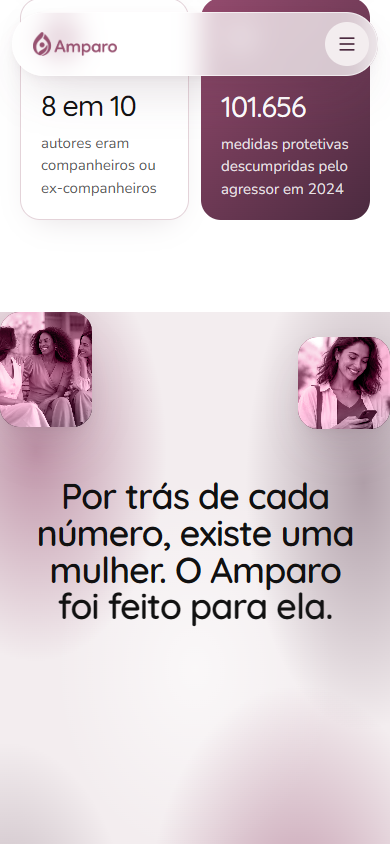 Amparo
8 em 10
autores eram
companheiros ou
ex-companheiros
101.656
medidas protetivas
descumpridas pelo
agressor em 2024
Por trás de cada
número, existe uma
mulher. O Amparo
foi feito para ela.